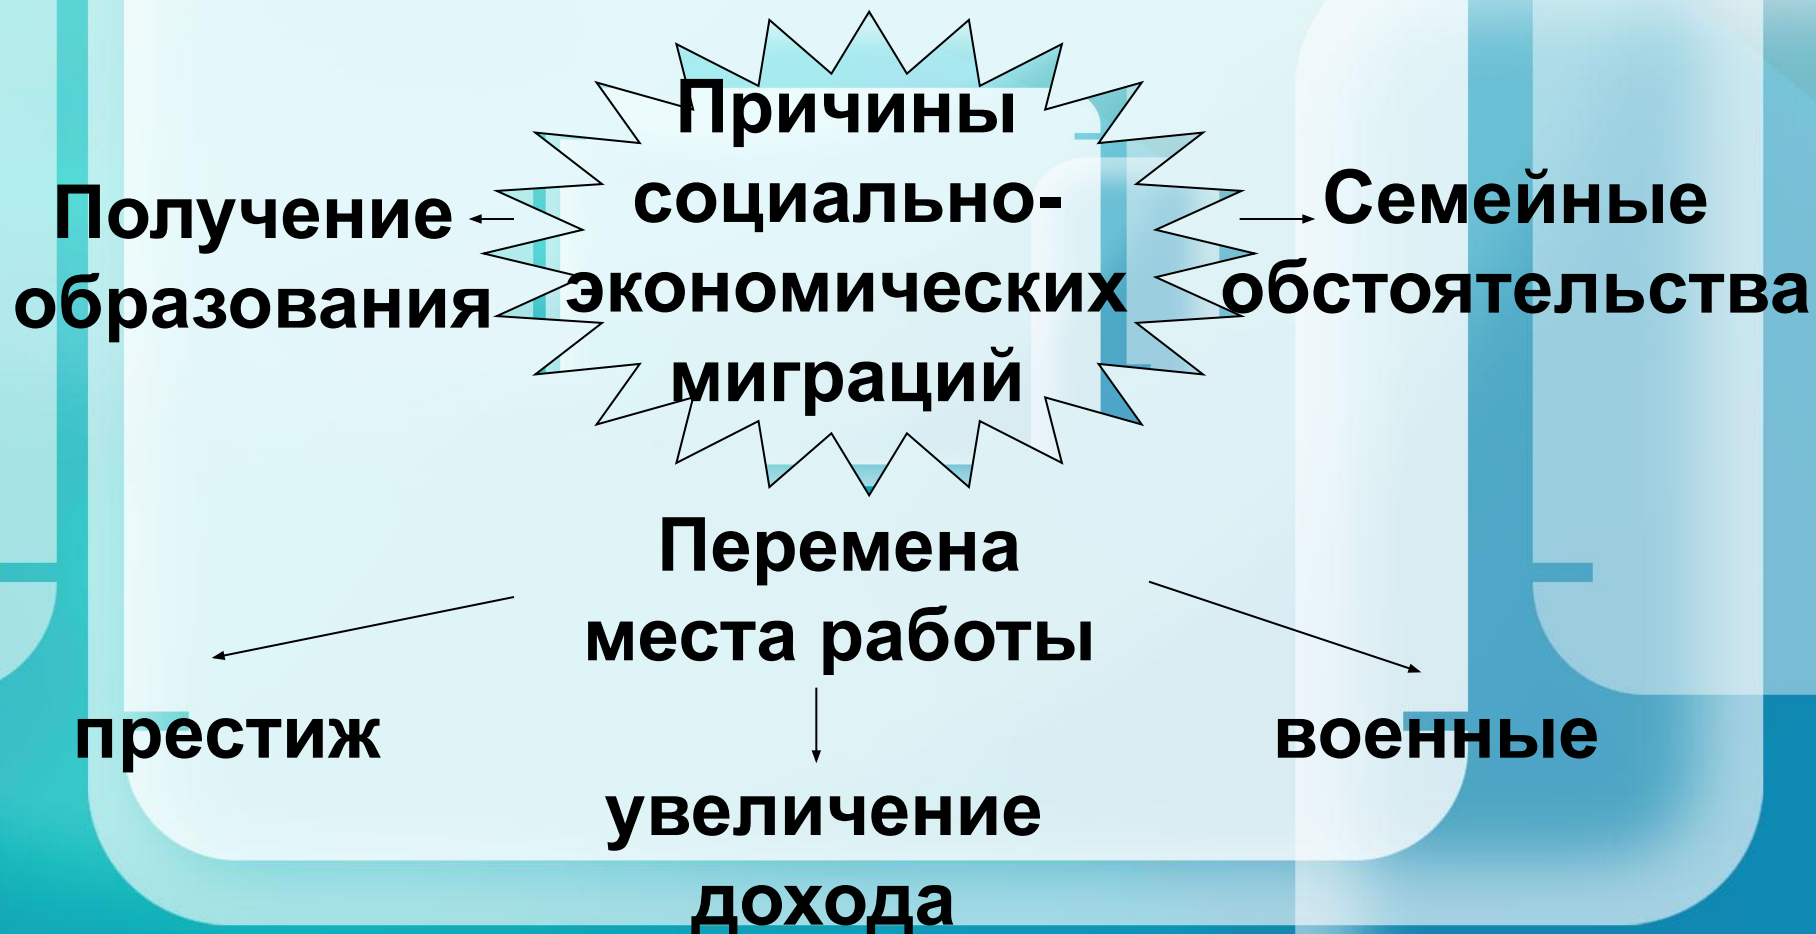 Причины
социально-
экономических
миграций
Получение
образования
Семейные
обстоятельства
Перемена
места работы
престиж
увеличение
дохода
военные